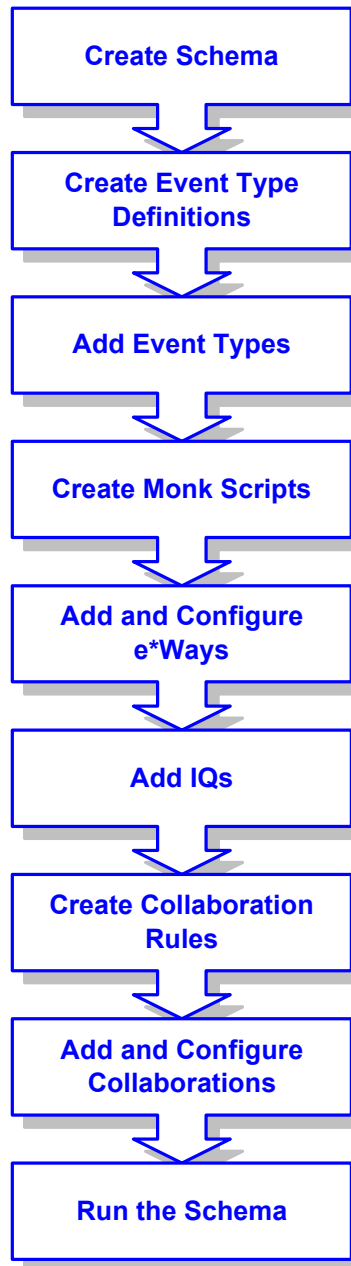 Create Schema
Create Event Type
Definitions
Add Event Types
Create Monk Scripts
Add and Configure
e*Ways
Add IQs
Create Collaboration
Rules
Add and Configure
Collaborations
Run the Schema